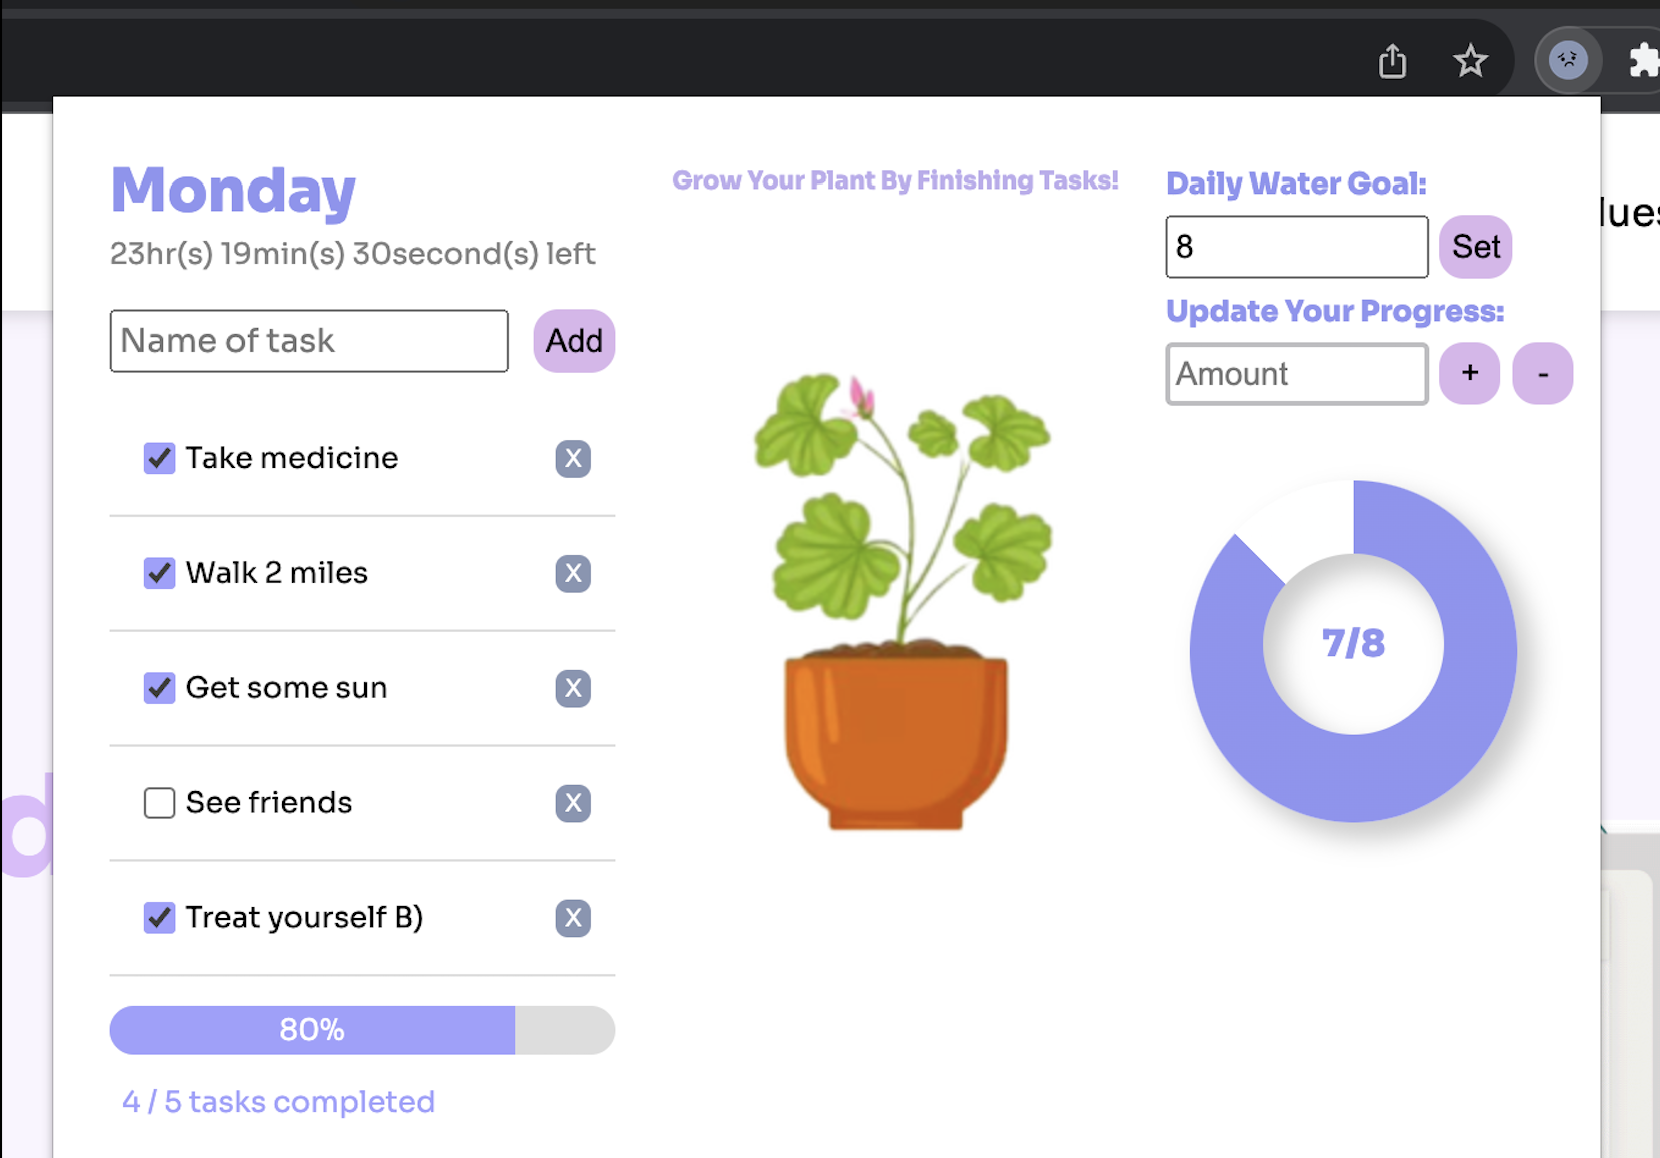 Monday
23hr(s) 19min(s) 30second(s) left
Name of task
Add
Take medicine
X
Walk 2 miles
X
Get some sun
X
See friends
X
Treat yourself B)
X
80%
4 / 5 tasks completed
Grow Your Plant By Finishing Tasks!
Daily Water Goal:
8
Set
Update Your Progress:
Amount
+
-
7/8